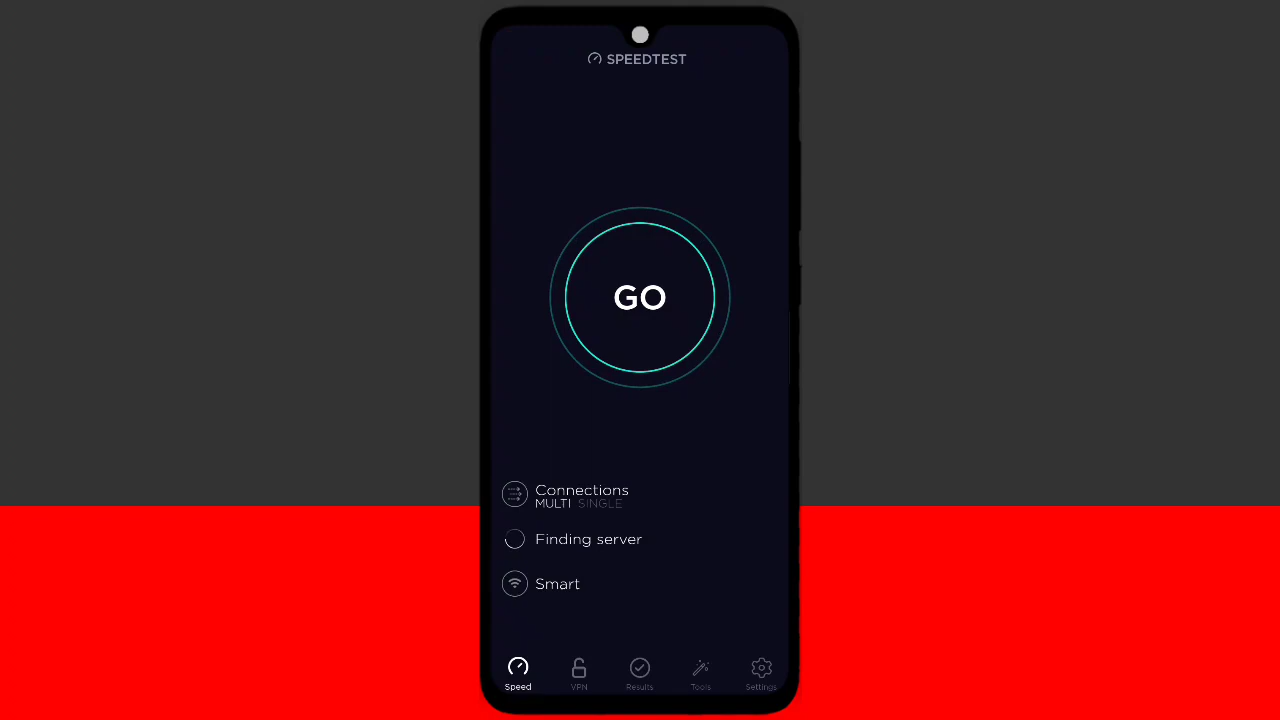 SPEEDTEST
GO
Connections
MULTI SINGLE
Finding server
Smart
Speed VPN Results Tools Settings